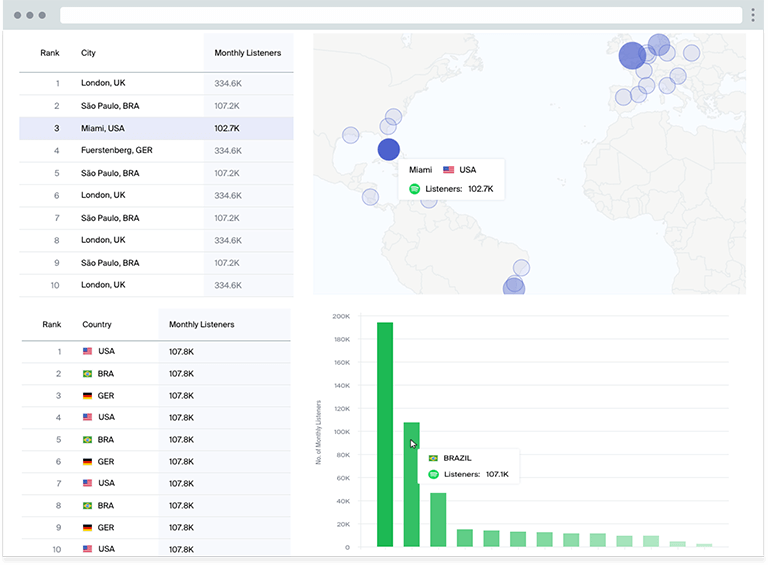 Rank City Monthly Listeners
1 London, UK 334.6K
2 São Paulo, BRA 107.2K
3 Miami, USA 102.7K
4 Fuerstenberg, GER 334.6K
5 São Paulo, BRA 107.2K
6 London, UK 334.6K
7 São Paulo, BRA 107.2K
8 London, UK 334.6K
9 São Paulo, BRA 107.2K
10 London, UK 334.6K
Miami USA
Listeners: 102.7K
Rank Country Monthly Listeners
1 USA 107.8K
2 BRA 107.8K
3 GER 107.8K
4 USA 107.8K
5 BRA 107.8K
6 GER 107.8K
7 USA 107.8K
8 BRA 107.8K
9 GER 107.8K
10 USA 107.8K
No. of Monthly Listeners
200K
180K
160K
140K
120K
100K
80K
60K
40K
20K
0
BRAZIL
Listeners: 107.1K